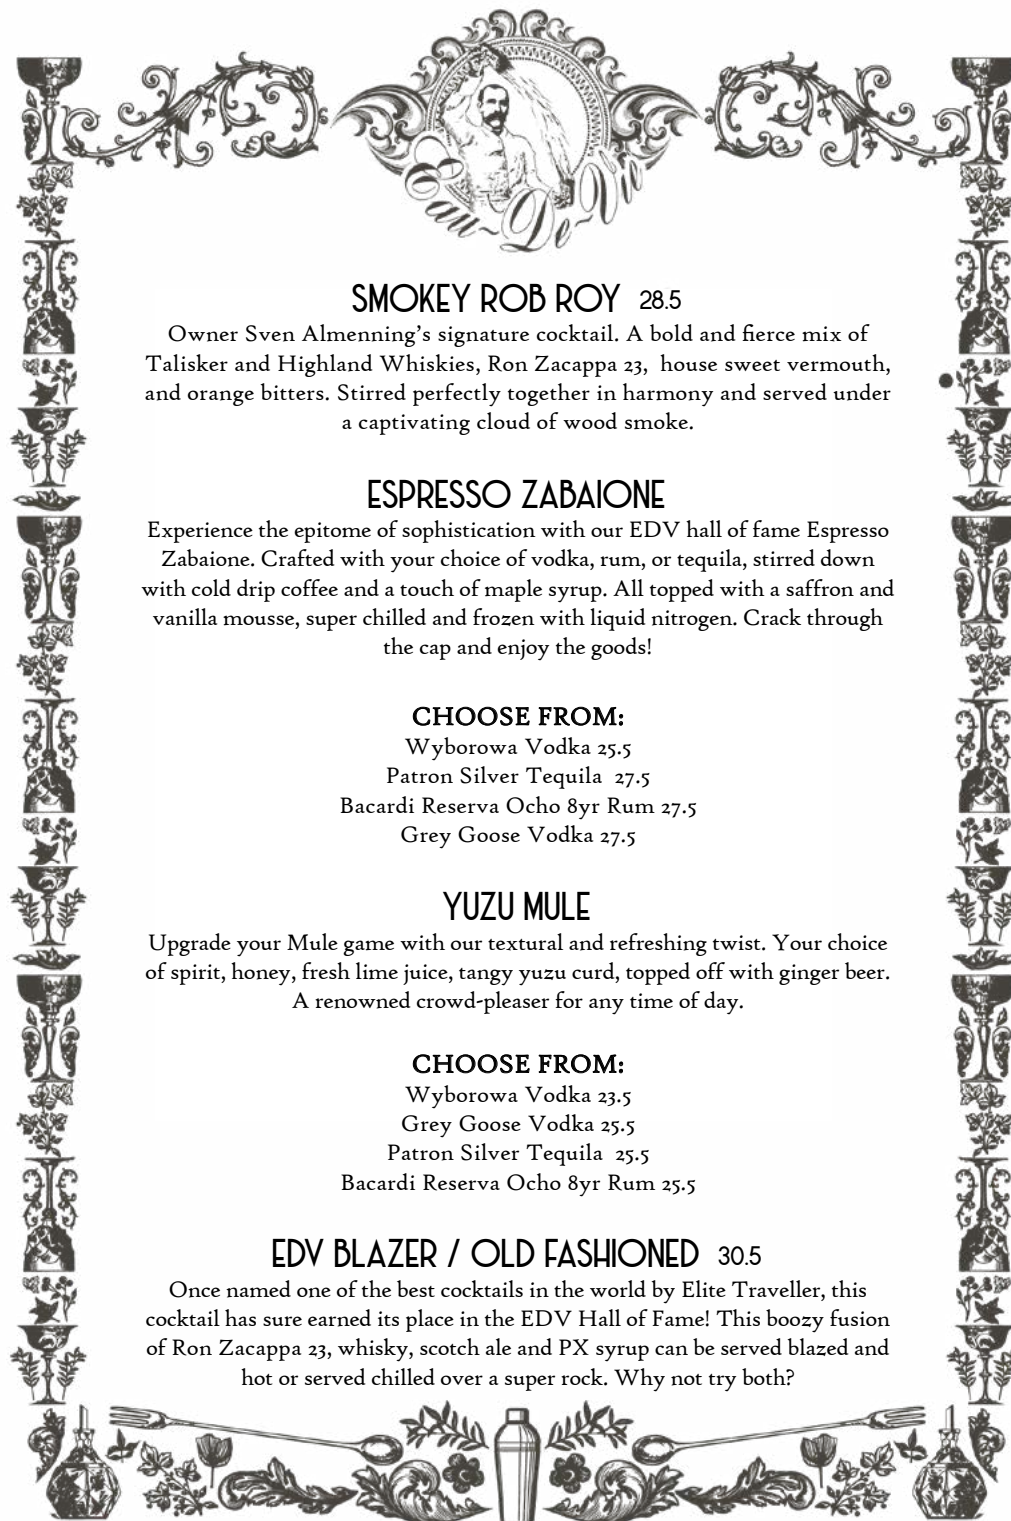 Eau-De-Vie
SMOKEY ROB ROY 28.5
Owner Sven Almenning's signature cocktail. A bold and fierce mix of
Talisker and Highland Whiskies, Ron Zacappa 23, house sweet vermouth,
and orange bitters. Stirred perfectly together in harmony and served under
a captivating cloud of wood smoke.
ESPRESSO ZABAIONE
Experience the epitome of sophistication with our EDV hall of fame Espresso
Zabaione. Crafted with your choice of vodka, rum, or tequila, stirred down
with cold drip coffee and a touch of maple syrup. All topped with a saffron and
vanilla mousse, super chilled and frozen with liquid nitrogen. Crack through
the cap and enjoy the goods!
CHOOSE FROM:
Wyborowa Vodka 25.5
Patron Silver Tequila 27.5
Bacardi Reserva Ocho 8yr Rum 27.5
Grey Goose Vodka 27.5
YUZU MULE
Upgrade your Mule game with our textural and refreshing twist. Your choice
of spirit, honey, fresh lime juice, tangy yuzu curd, topped off with ginger beer.
A renowned crowd-pleaser for any time of day.
CHOOSE FROM:
Wyborowa Vodka 23.5
Grey Goose Vodka 25.5
Patron Silver Tequila 25.5
Bacardi Reserva Ocho 8yr Rum 25.5
EDV BLAZER / OLD FASHIONED 30.5
Once named one of the best cocktails in the world by Elite Traveller, this
cocktail has sure earned its place in the EDV Hall of Fame! This boozy fusion
of Ron Zacappa 23, whisky, scotch ale and PX syrup can be served blazed and
hot or served chilled over a super rock. Why not try both?